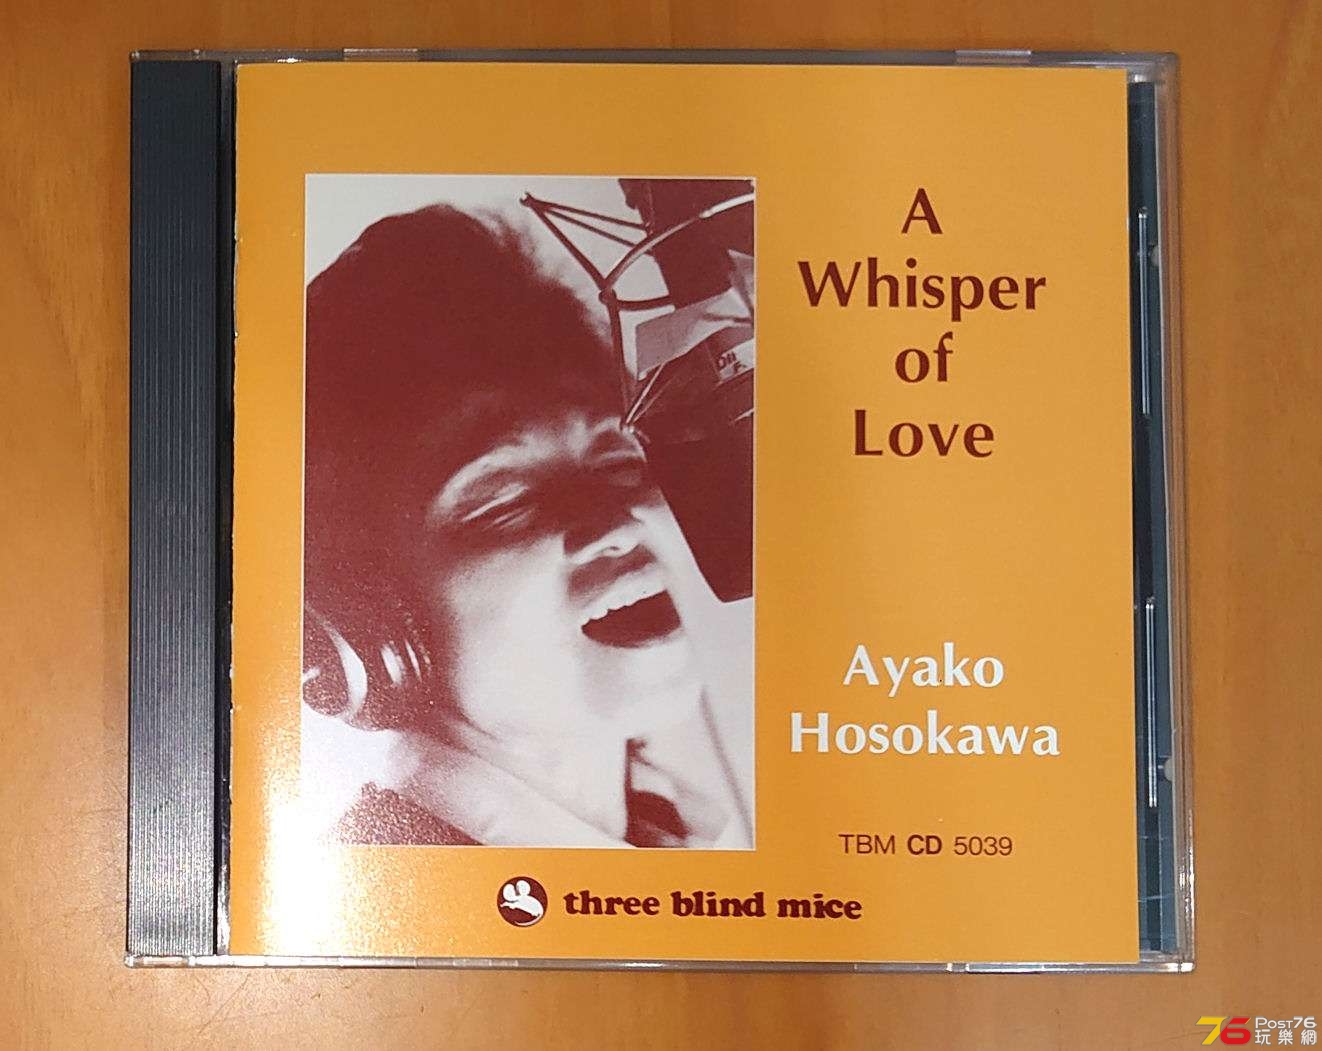 A
Whisper
of
Love
Ayako
Hosokawa
TBM CD 5039
three blind mice
76 POST76
玩樂網